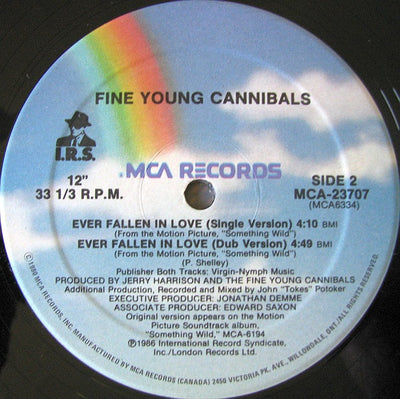 FINE YOUNG CANNIBALS
I.R.S.
MCA RECORDS
12"
33 1/3 R.P.M.
SIDE 2
MCA-23707
(MCA6334)
EVER FALLEN IN LOVE (Single Version) 4:10 BMI
(From the Motion Picture, "Something Wild")
EVER FALLEN IN LOVE (Dub Version) 4:49 BMI
(From the Motion Picture, "Something Wild")
(P. Shelley)
Publisher Both Tracks: Virgin-Nymph Music
PRODUCED BY JERRY HARRISON AND THE FINE YOUNG CANNIBALS
Additional Production, Recorded and Mixed by John "Tokes" Potoker
EXECUTIVE PRODUCER: JONATHAN DEMME
ASSOCIATE PRODUCER: EDWARD SAXON
Original version appears on the Motion
Picture Soundtrack album,
"Something Wild," MCA-6194
Ⓟ1986 International Record Syndicate,
Inc./London Records Ltd.
©1986 MCA RECORDS, INC. MANUFACTURED BY MCA RECORDS (CANADA) 2450 VICTORIA PK. AVE., WILLOWDALE, ONT./ALL RIGHTS RESERVED